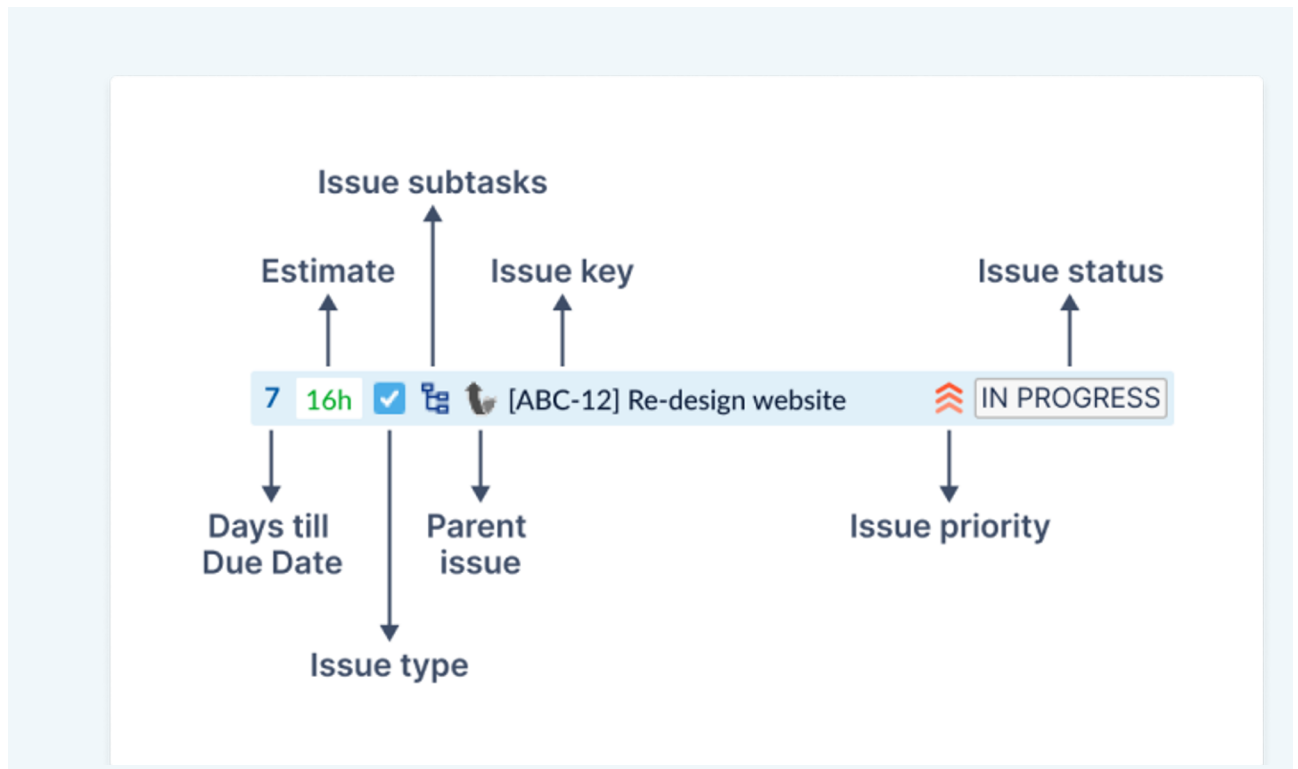 Issue subtasks
Estimate
Issue key
Issue status
7 16h [ABC-12] Re-design website IN PROGRESS
Days till
Due Date
Parent
issue
Issue priority
Issue type